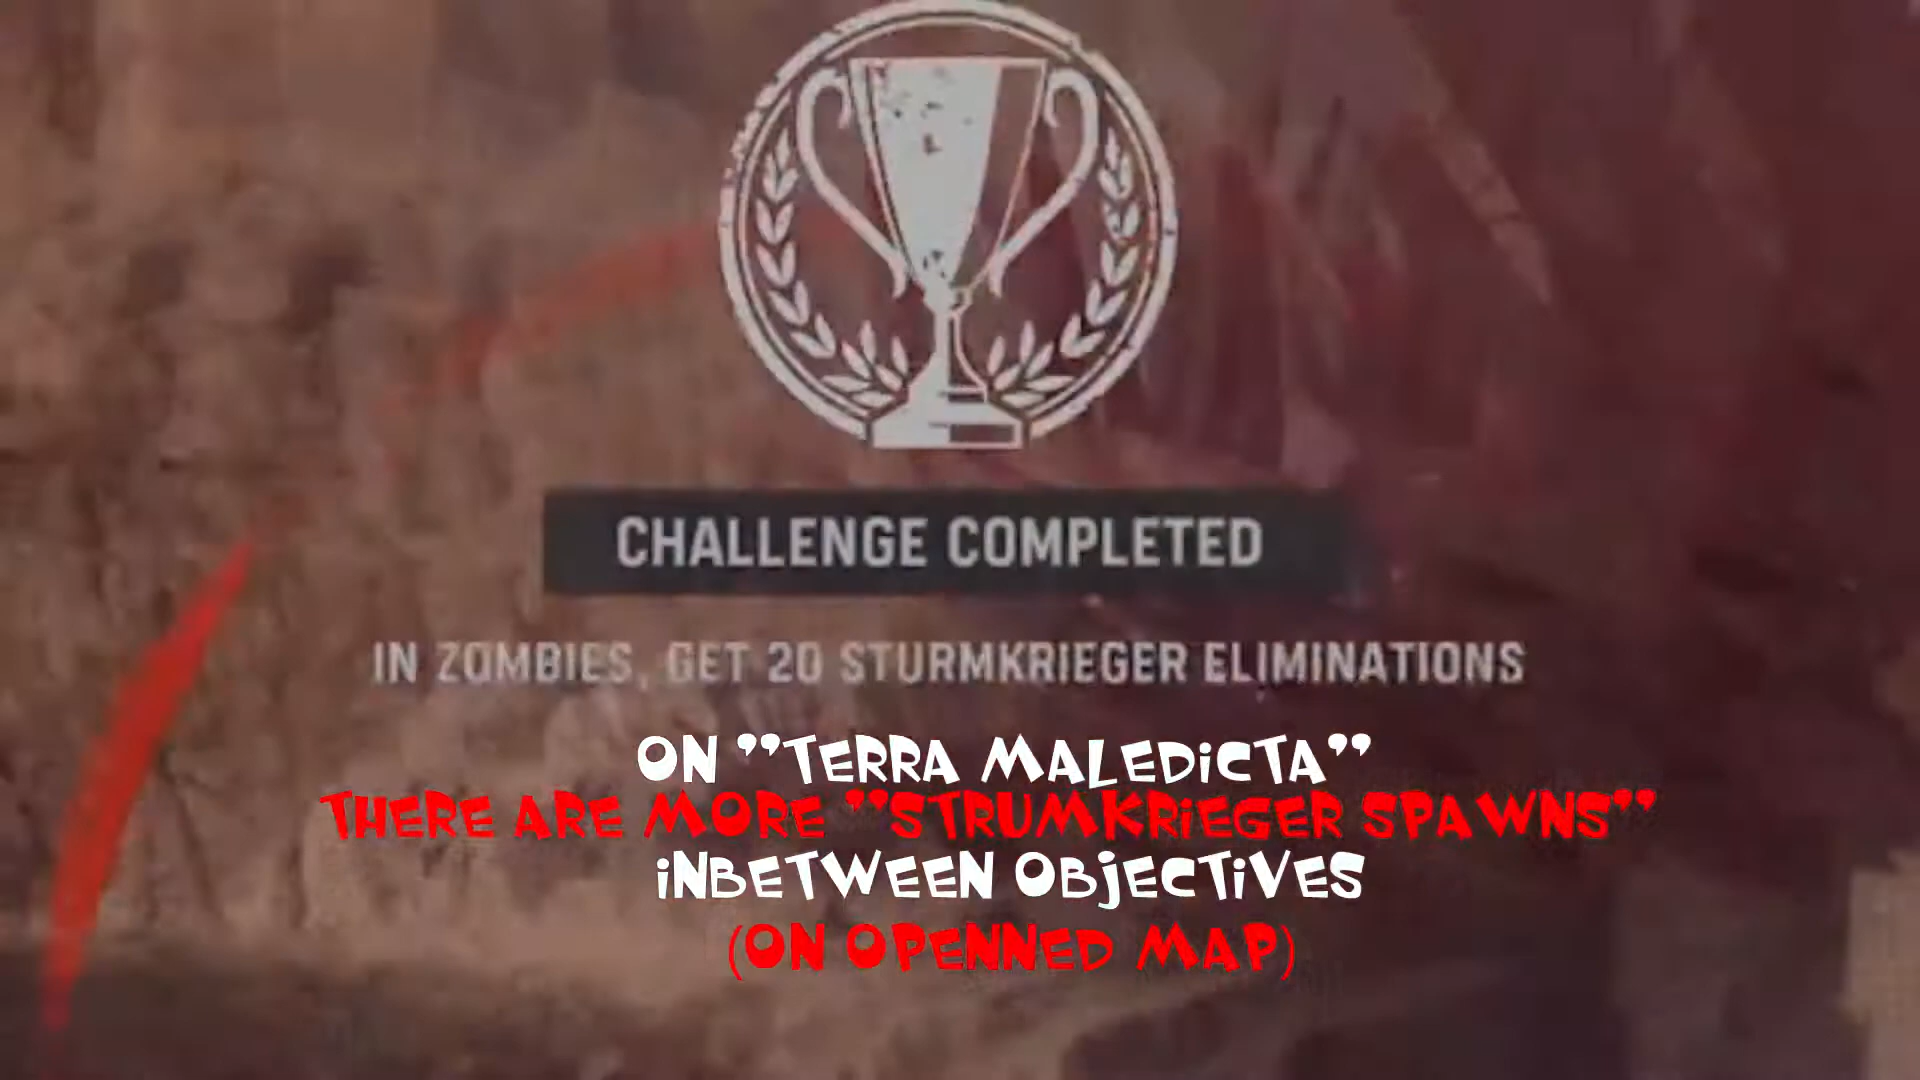 CHALLENGE COMPLETED
IN ZOMBIES, GET 20 STURMKRIEGER ELIMINATIONS
ON "TERRA MALEDICTA"
THERE ARE MORE "STRUMKRIEGER SPAWNS"
INBETWEEN OBJECTIVES
(ON OPENNED MAP)